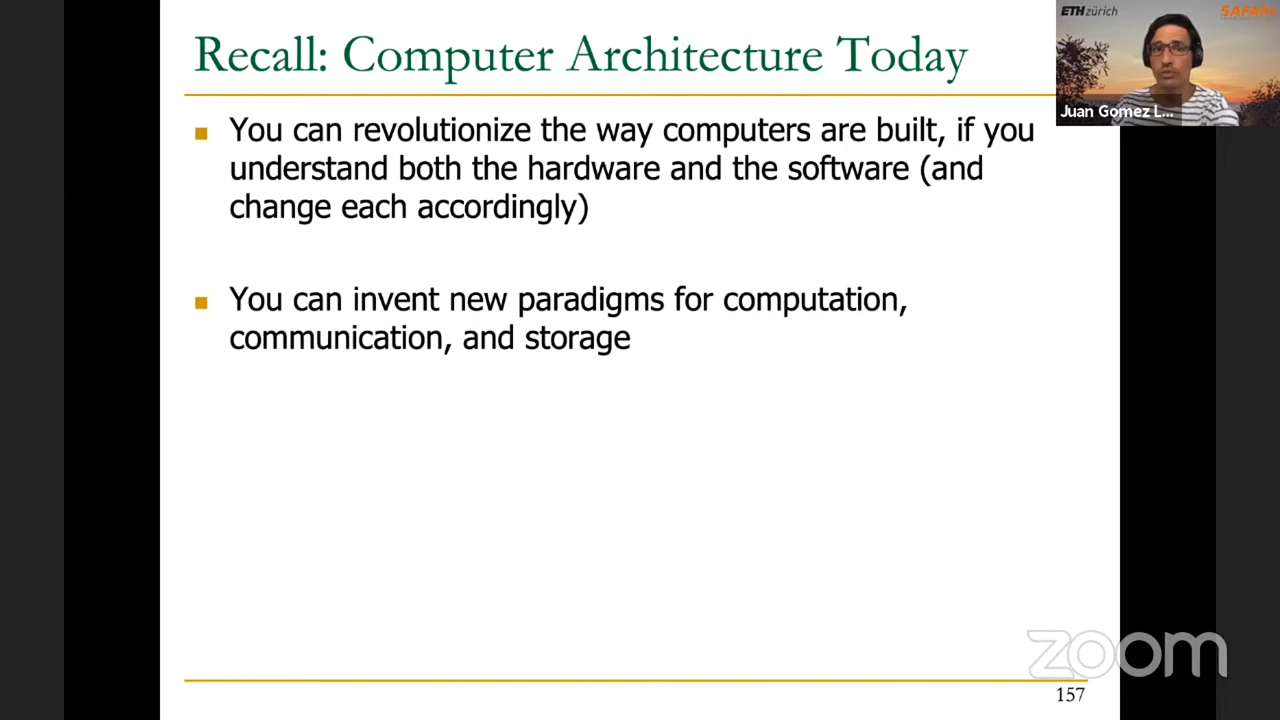 Recall: Computer Architecture Today
ETH zürich
SAFARI
Juan Gomez L...
You can revolutionize the way computers are built, if you
understand both the hardware and the software (and
change each accordingly)
You can invent new paradigms for computation,
communication, and storage
zoom
157